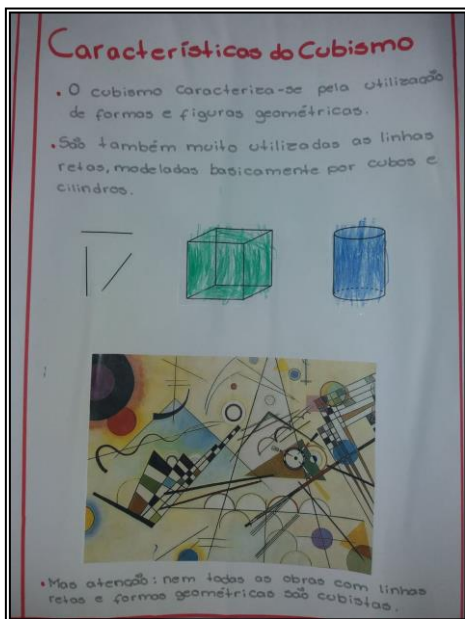 Características do Cubismo
• O cubismo caracteriza-se pela utilização
de formas e figuras geométricas.
• São também muito utilizadas as linhas
retas, modeladas basicamente por cubos e
cilindros.
• Mas atenção: nem todas as obras com linhas
retas e formas geométricas são cubistas.